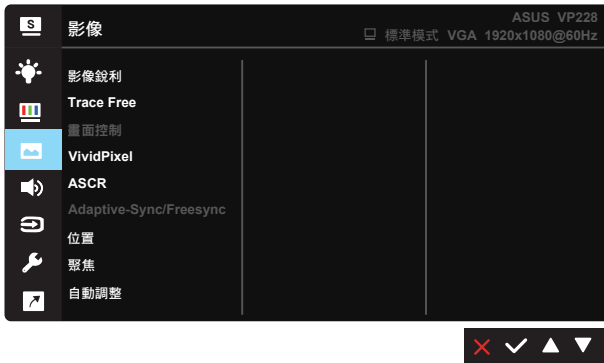 S
影像
ASUS VP228
標準模式 VGA 1920x1080@60Hz
影像銳利
Trace Free
畫面控制
VividPixel
ASCR
Adaptive-Sync/Freesync
位置
聚焦
自動調整